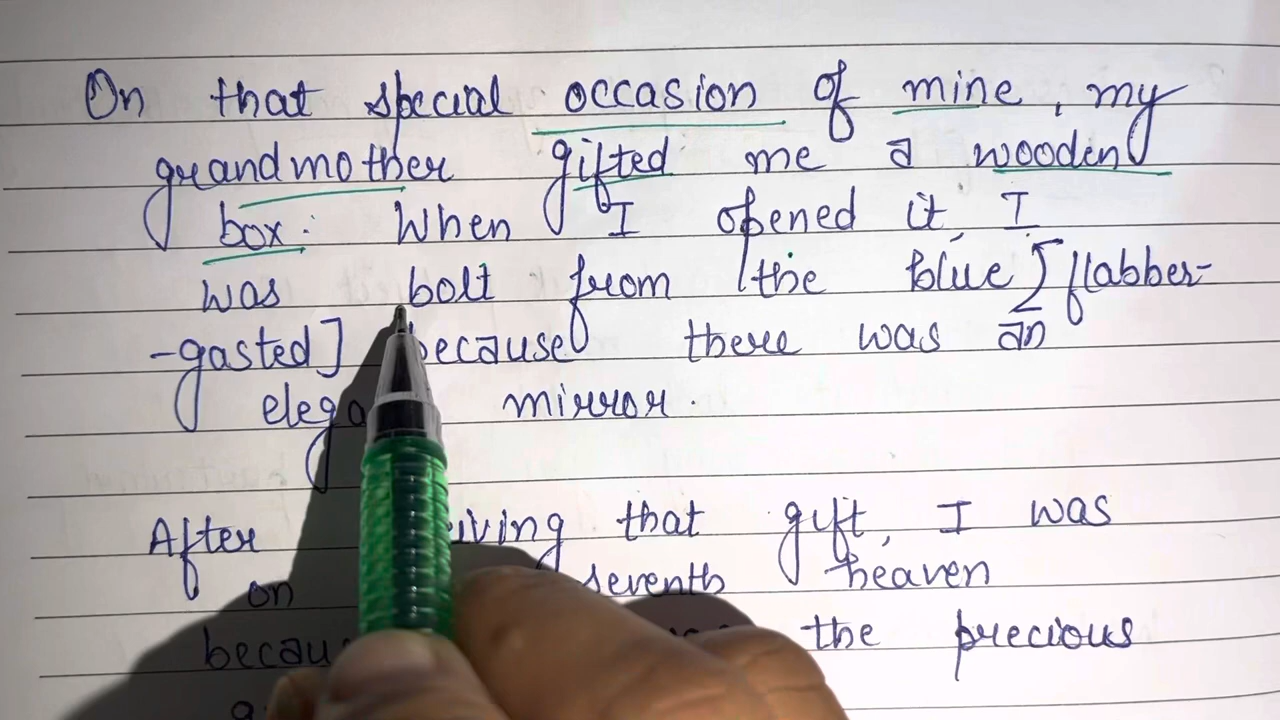 On that special occasion of mine, my
grandmother gifted me a wooden
box. When I opened it, I
was bolt from the blue [flabber-
-gasted] because there was an
mirror.
After that gift, I was
on seventh heaven
the precious